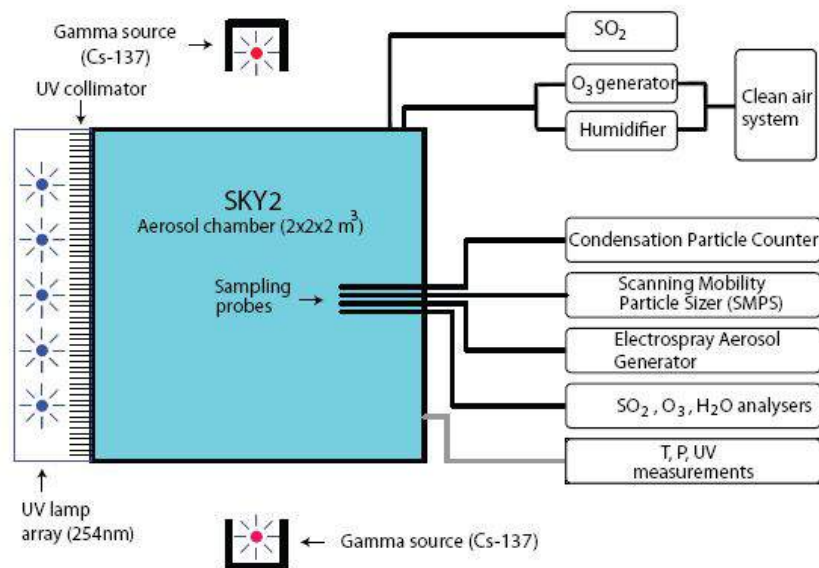 Gamma source
(Cs-137)
UV collimator
SO2
O3 generator
Humidifier
Clean air
system
SKY2
Aerosol chamber (2x2x2 m3)
Sampling
probes
Condensation Particle Counter
Scanning Mobility
Particle Sizer (SMPS)
Electrospray Aerosol
Generator
SO2 , O3 , H2O analysers
T, P, UV
measurements
UV lamp
array (254nm)
Gamma source (Cs-137)